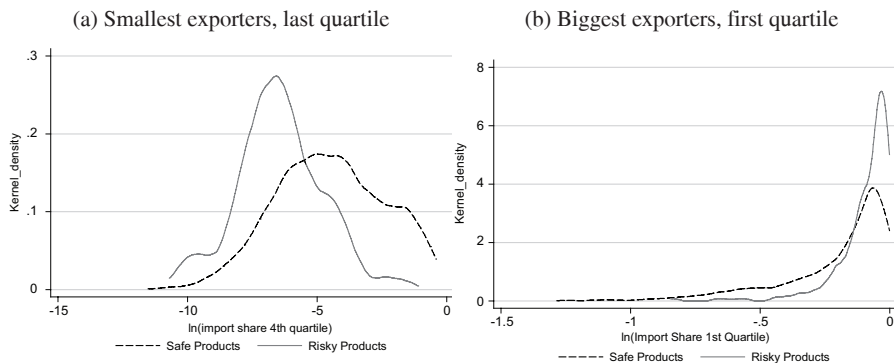 (a) Smallest exporters, last quartile
.3
.2
.1
0
Kernel_density
-15
-10
-5
0
ln(import share 4th quartile)
Safe Products
Risky Products
(b) Biggest exporters, first quartile
8
6
4
2
0
Kernel_density
-1.5
-1
-.5
0
ln(Import Share 1st Quartile)
Safe Products
Risky Products